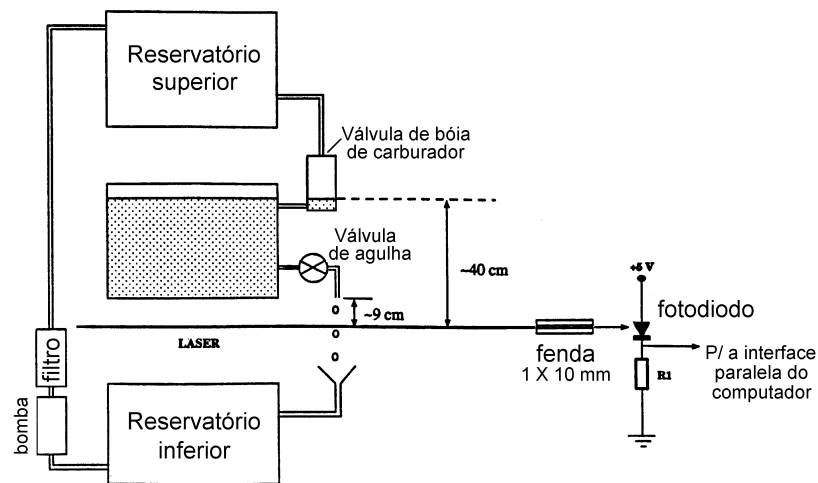 Reservatório
superior
Válvula de bóia
de carburador
Válvula
de agulha
~40 cm
~9 cm
+5 V
fotodiodo
LASER
fenda
1 X 10 mm
P/ a interface
paralela do
computador
R1
filtro
bomba
Reservatório
inferior